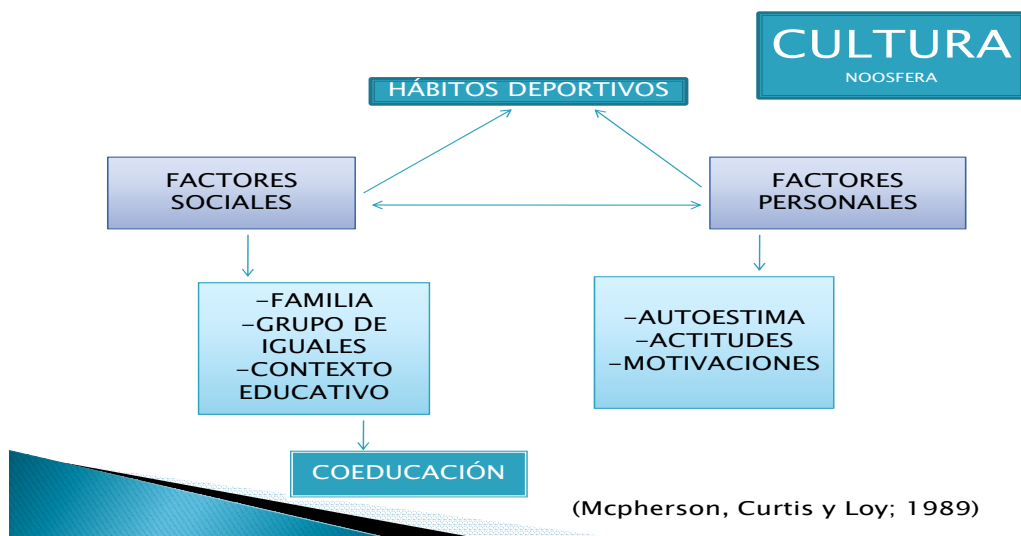 CULTURA
NOOSFERA
HÁBITOS DEPORTIVOS
FACTORES
SOCIALES
FACTORES
PERSONALES
–FAMILIA
–GRUPO DE
IGUALES
–CONTEXTO
EDUCATIVO
–AUTOESTIMA
–ACTITUDES
–MOTIVACIONES
COEDUCACIÓN
(Mcpherson, Curtis y Loy; 1989)